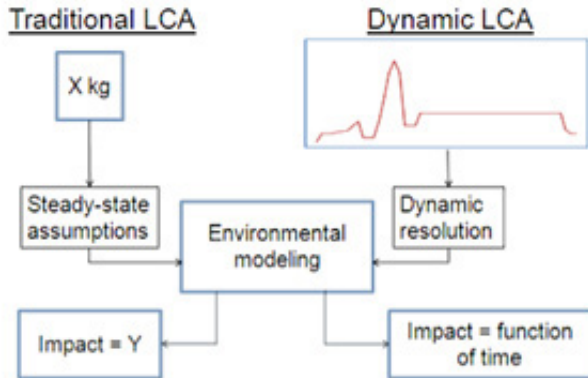 Traditional LCA
Dynamic LCA
X kg
Steady-state
assumptions
Dynamic
resolution
Environmental
modeling
Impact = Y
Impact = function
of time